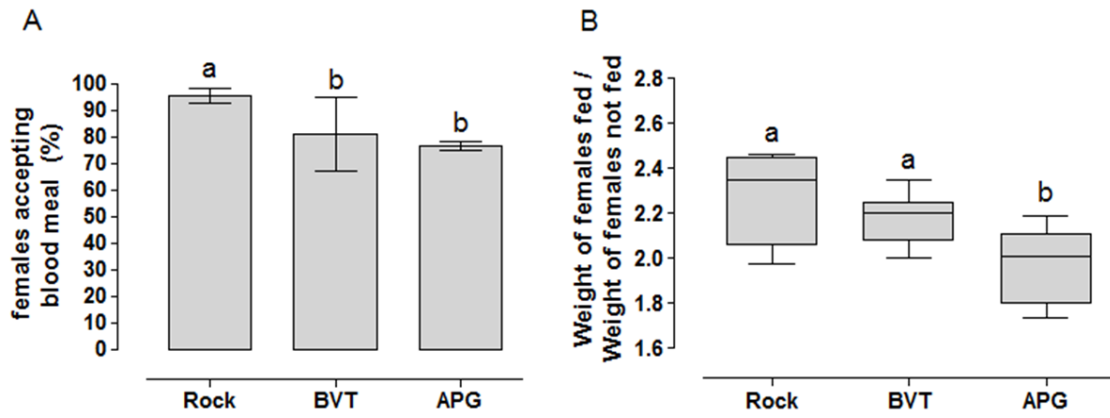 A
females accepting
blood meal (%)
100
90
80
70
60
50
40
30
20
10
0
a
b
b
Rock BVT APG
B
Weight of females fed /
Weight of females not fed
2.8
2.6
2.4
2.2
2.0
1.8
1.6
a
a
b
Rock BVT APG